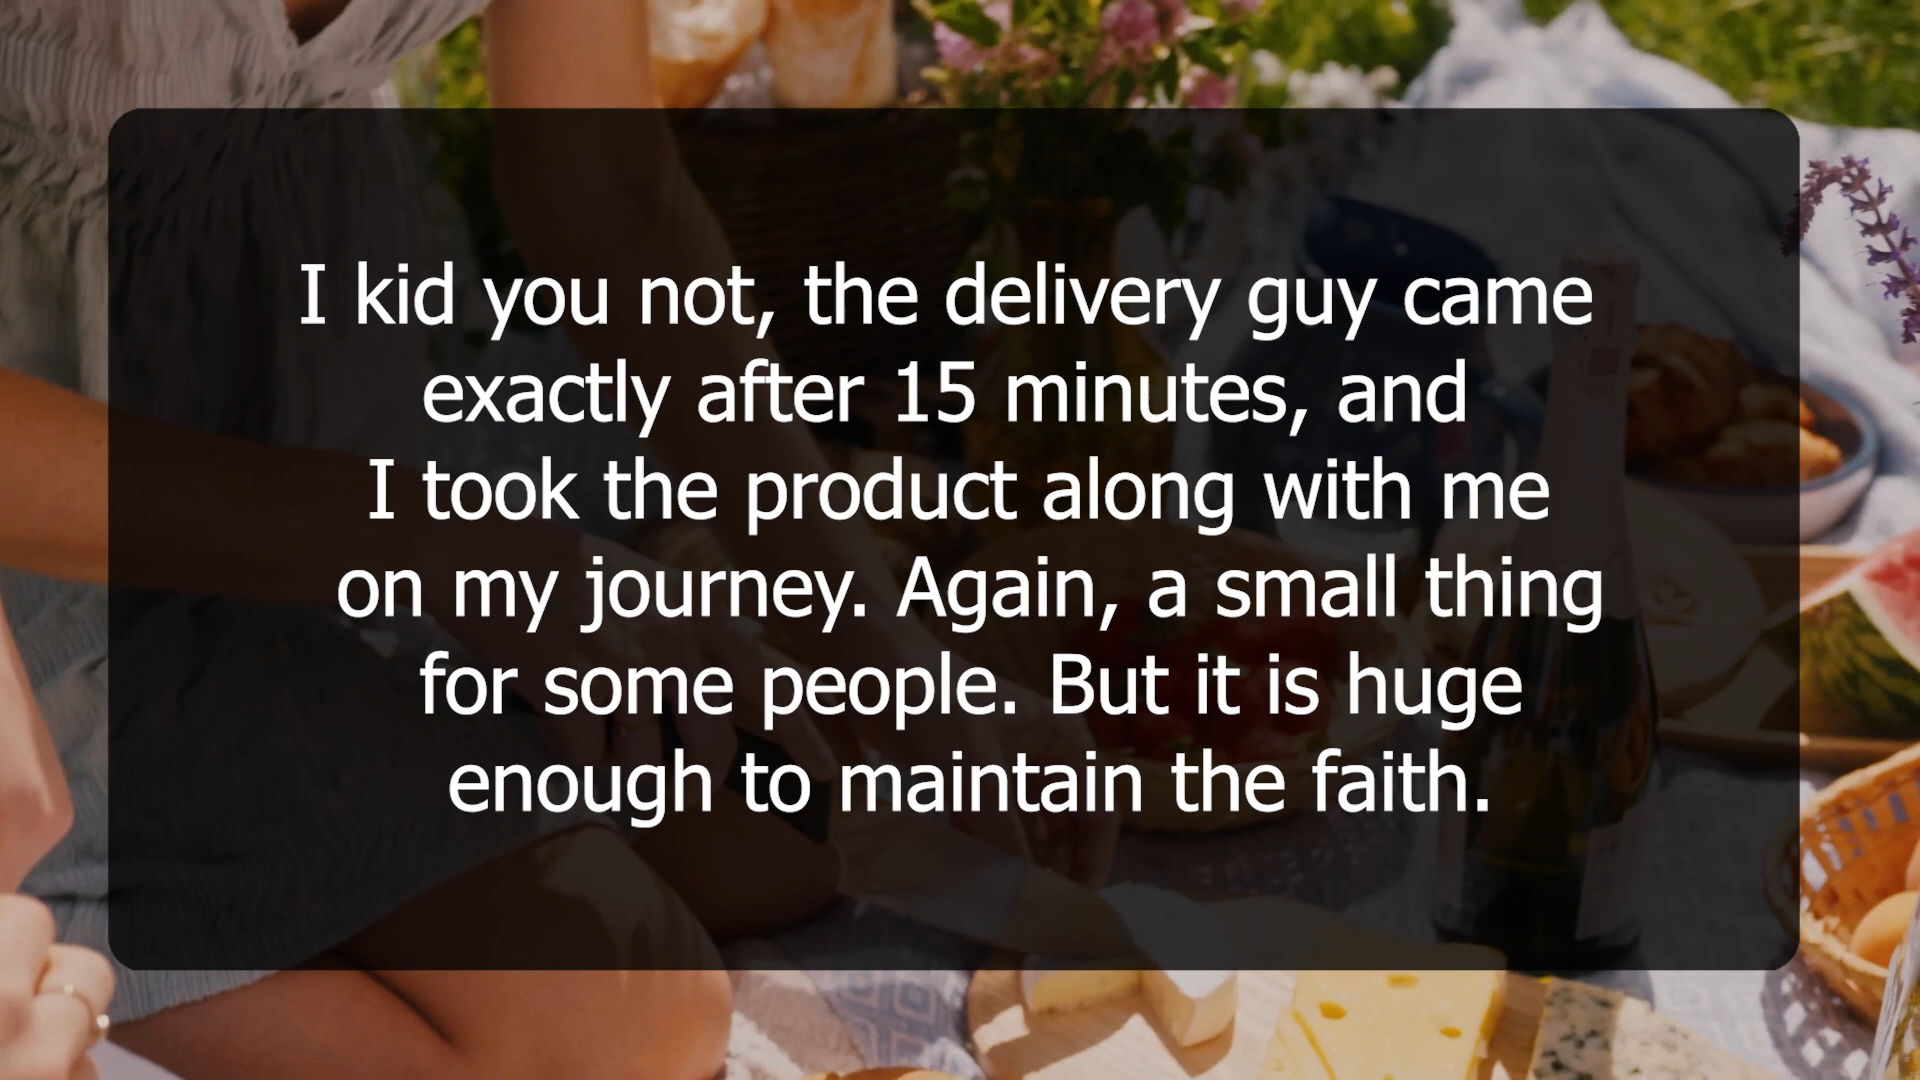 I kid you not, the delivery guy came
exactly after 15 minutes, and
I took the product along with me
on my journey. Again, a small thing
for some people. But it is huge
enough to maintain the faith.